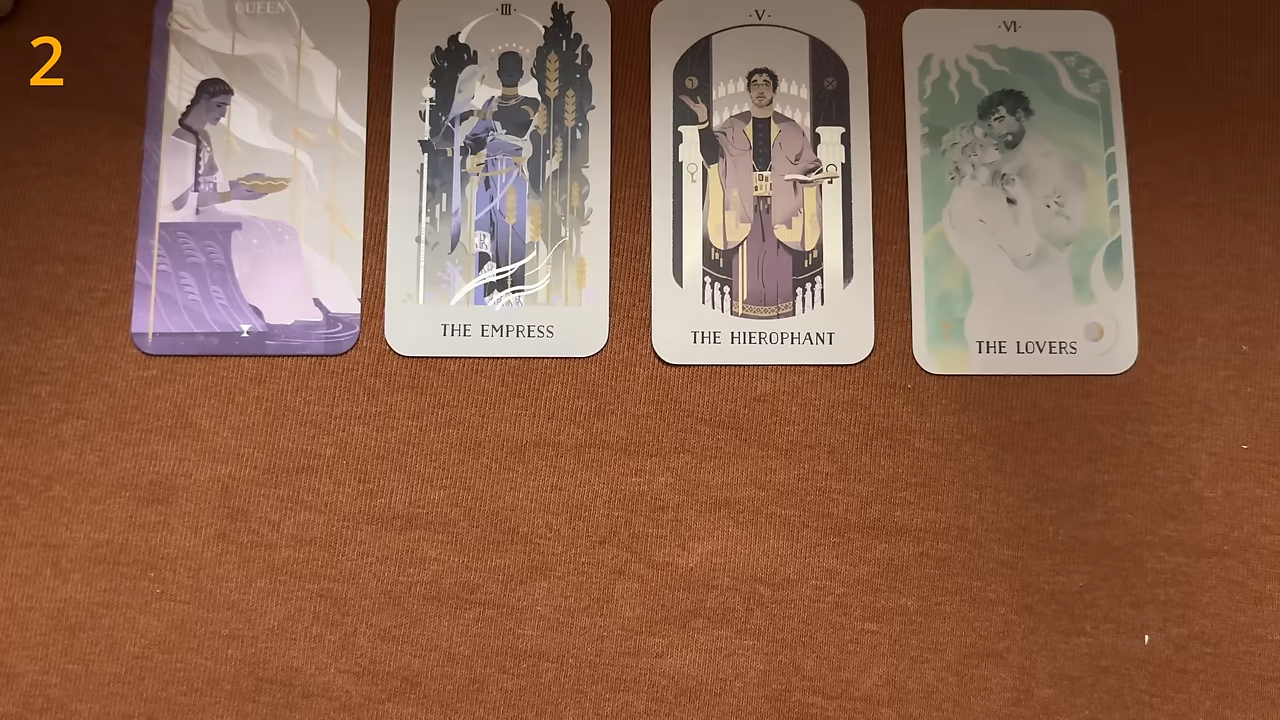 2
QUEEN
·III·
THE EMPRESS
·V·
THE HIEROPHANT
·VI·
THE LOVERS